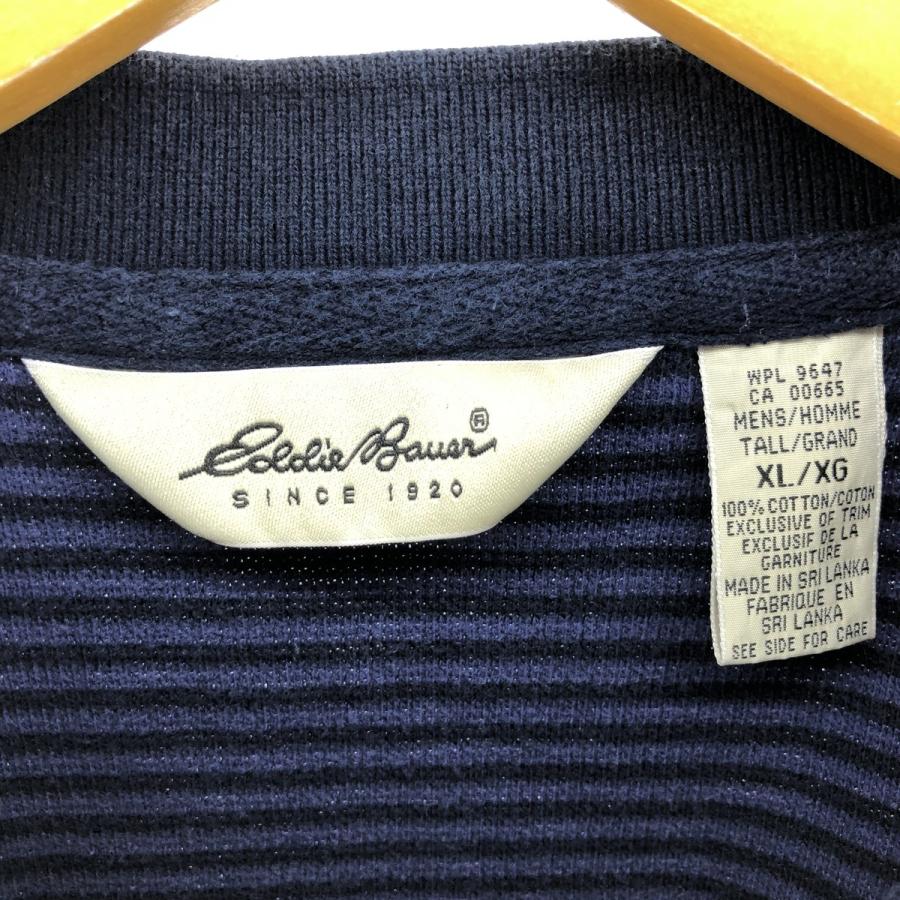 Eddie Bauer ®
SINCE 1920
WPL 9647
CA 00665
MENS/HOMME
TALL/GRAND
XL/XG
100% COTTON/COTON
EXCLUSIVE OF TRIM
EXCLUSIF DE LA
GARNITURE
MADE IN SRI LANKA
FABRIQUE EN
SRI LANKA
SEE SIDE FOR CARE